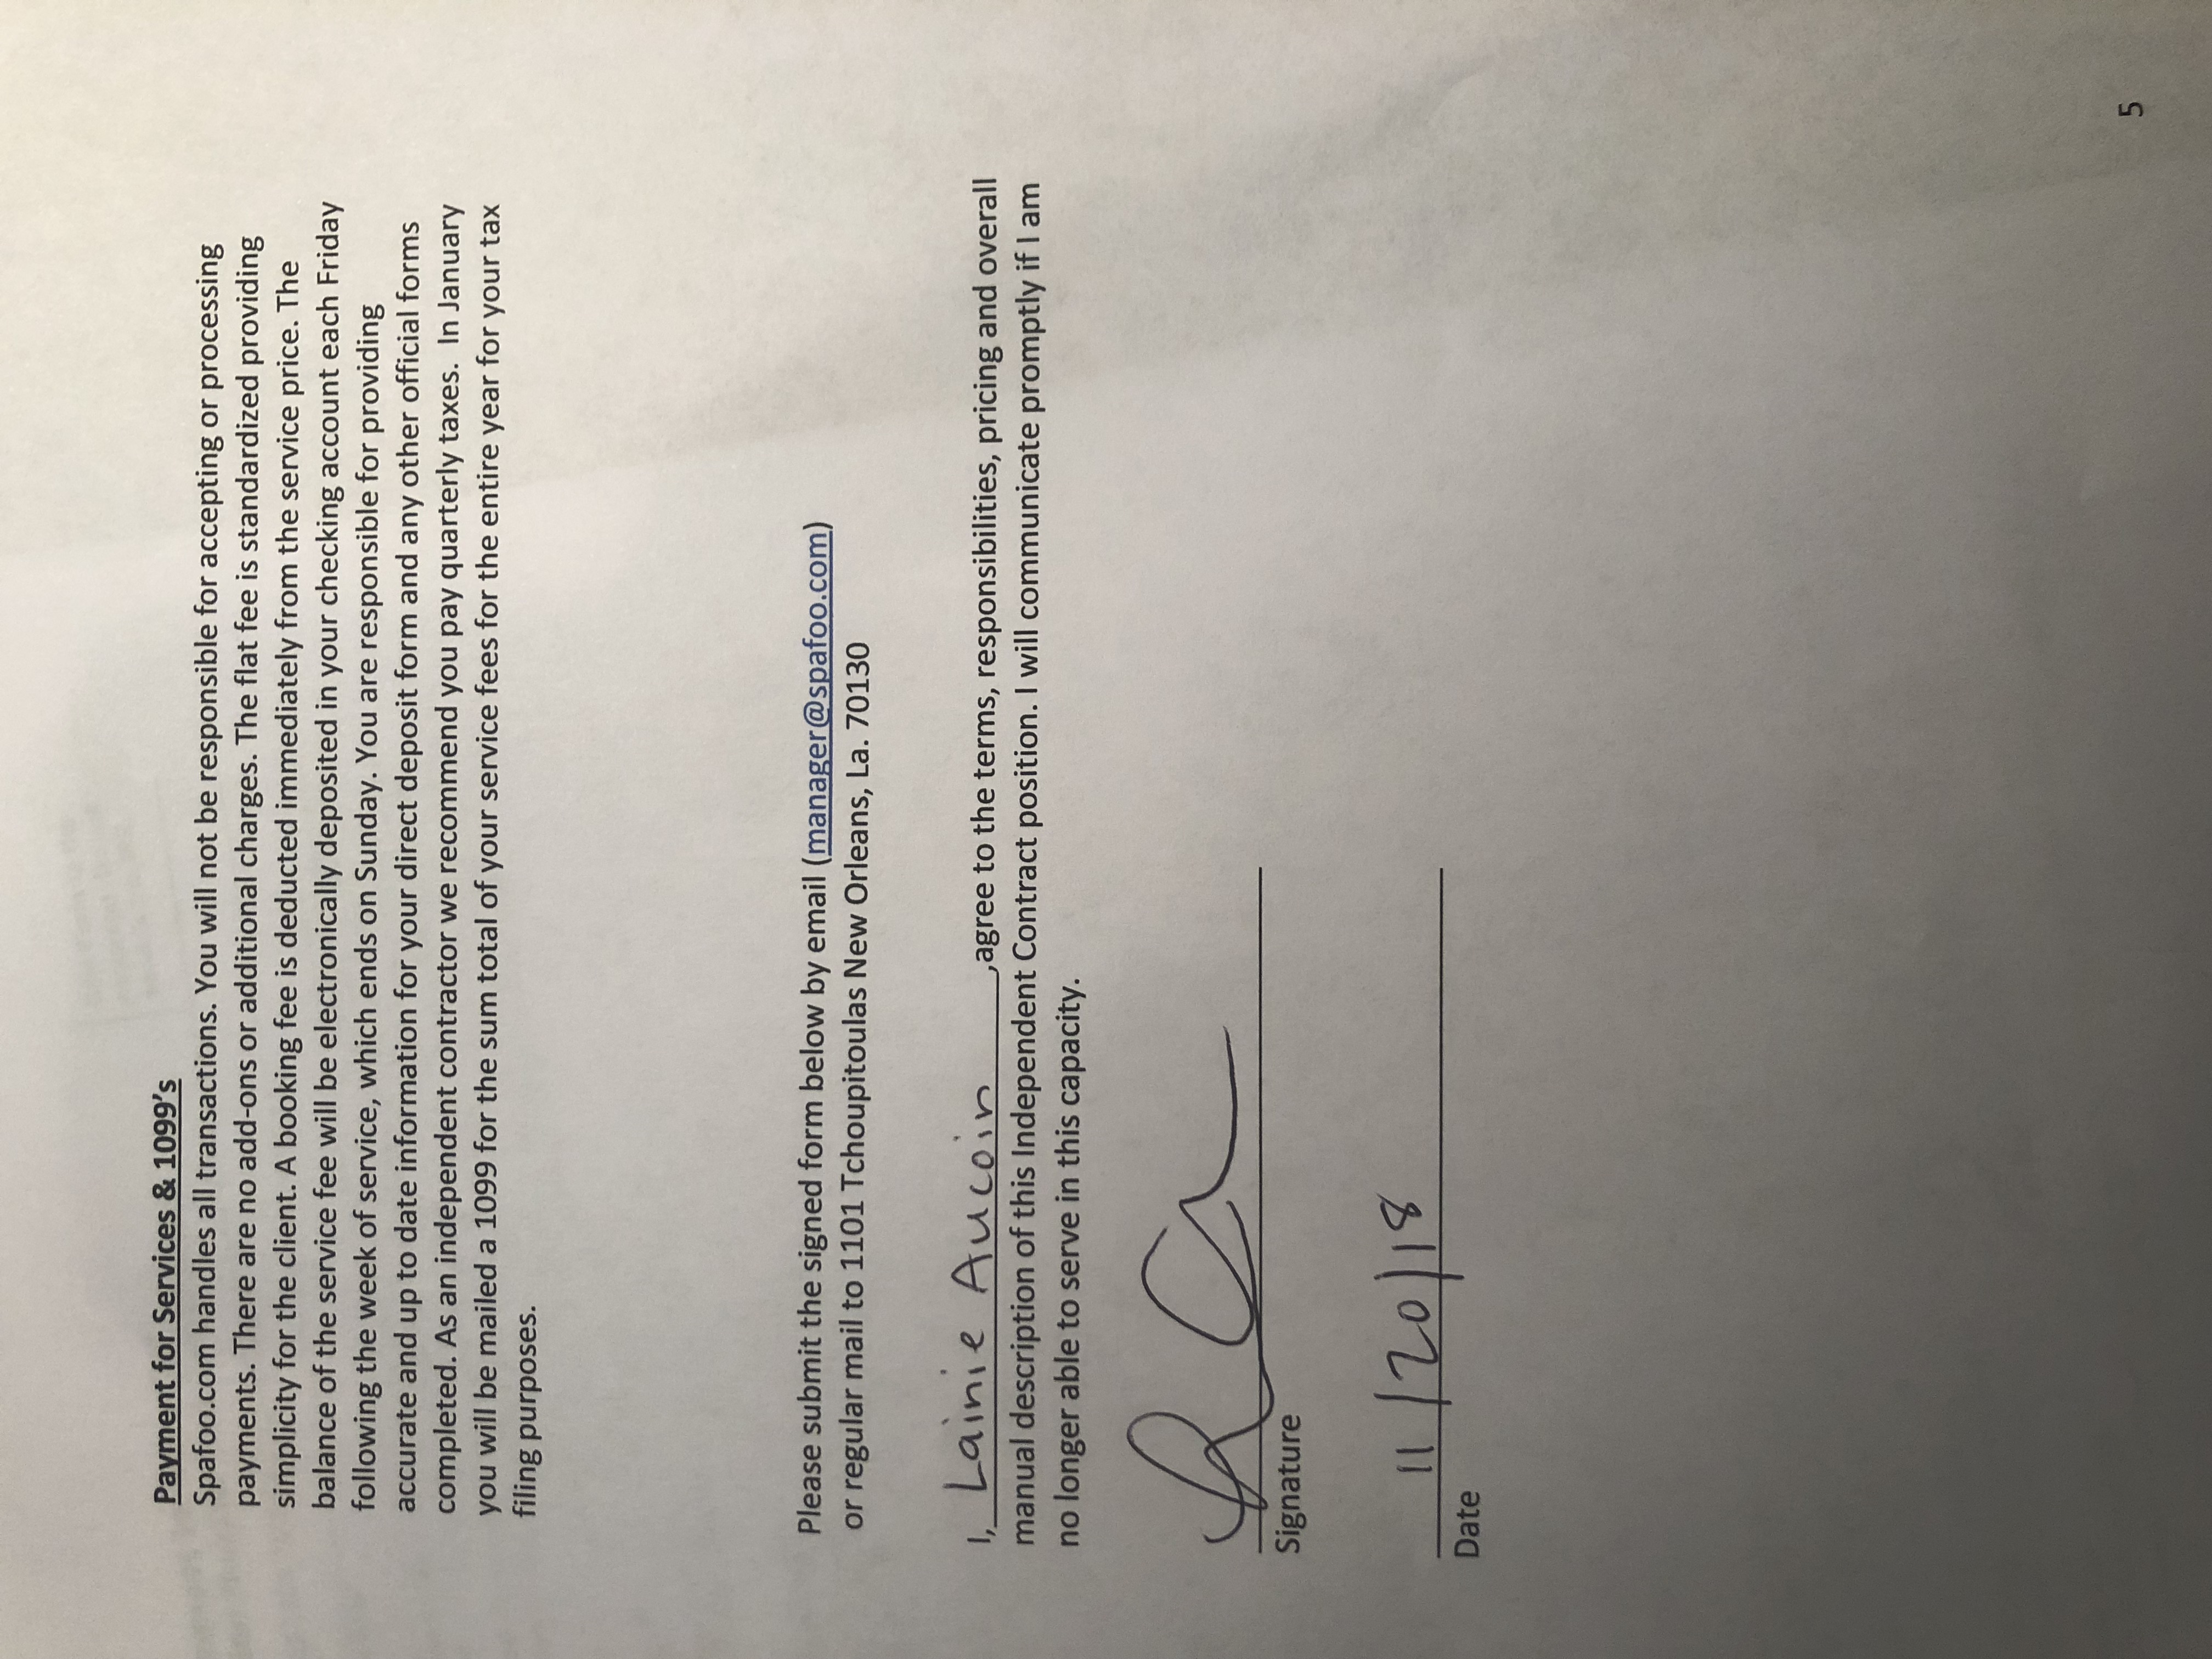 Payment for Services & 1099's
Spafoo.com handles all transactions. You will not be responsible for accepting or processing
payments. There are no add-ons or additional charges. The flat fee is standardized providing
simplicity for the client. A booking fee is deducted immediately from the service price. The
balance of the service fee will be electronically deposited in your checking account each Friday
following the week of service, which ends on Sunday. You are responsible for providing
accurate and up to date information for your direct deposit form and any other official forms
completed. As an independent contractor we recommend you pay quarterly taxes. In January
you will be mailed a 1099 for the sum total of your service fees for the entire year for your tax
filing purposes.
Please submit the signed form below by email (manager@spafoo.com)
or regular mail to 1101 Tchoupitoulas New Orleans, La. 70130
I, Lainie Aucoin ,agree to the terms, responsibilities, pricing and overall
manual description of this Independent Contract position. I will communicate promptly if I am
no longer able to serve in this capacity.
Signature
11/20/18
Date
5